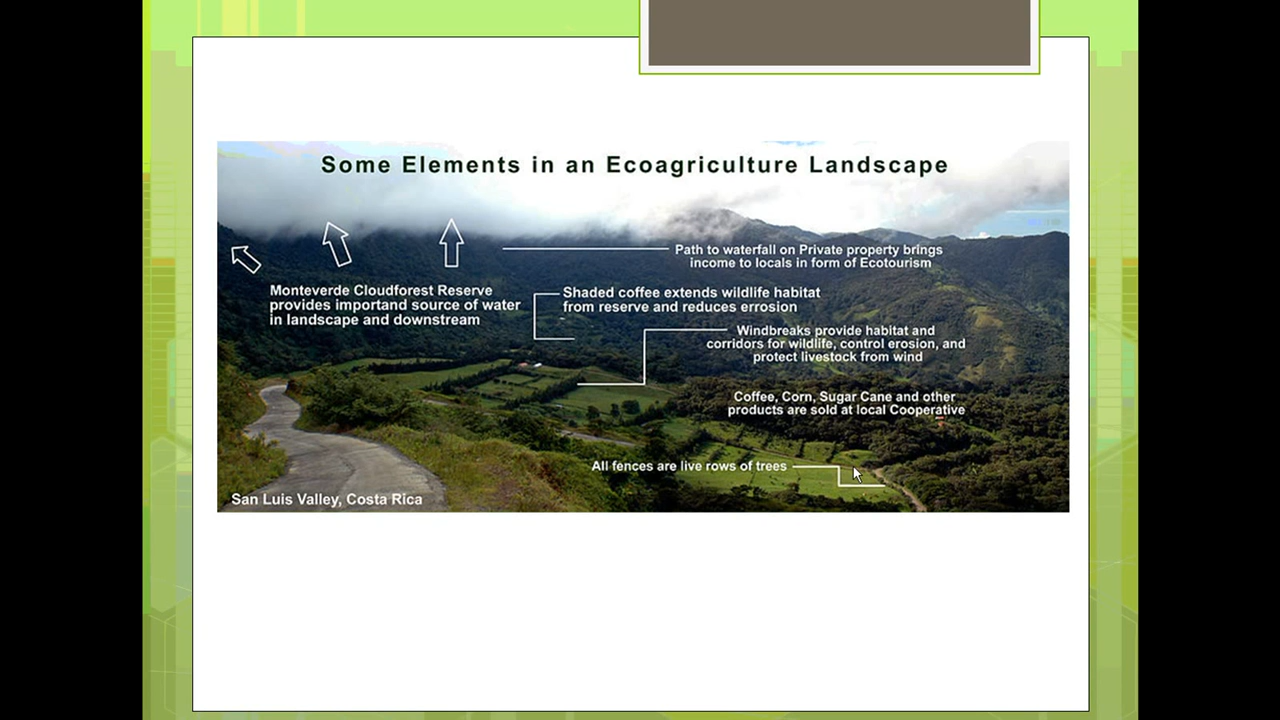 Some Elements in an Ecoagriculture Landscape
Path to waterfall on Private property brings
income to locals in form of Ecotourism
Monteverde Cloudforest Reserve
provides importand source of water
in landscape and downstream
Shaded coffee extends wildlife habitat
from reserve and reduces errosion
Windbreaks provide habitat and
corridors for wildlife, control erosion, and
protect livestock from wind
Coffee, Corn, Sugar Cane and other
products are sold at local Cooperative
All fences are live rows of trees
San Luis Valley, Costa Rica